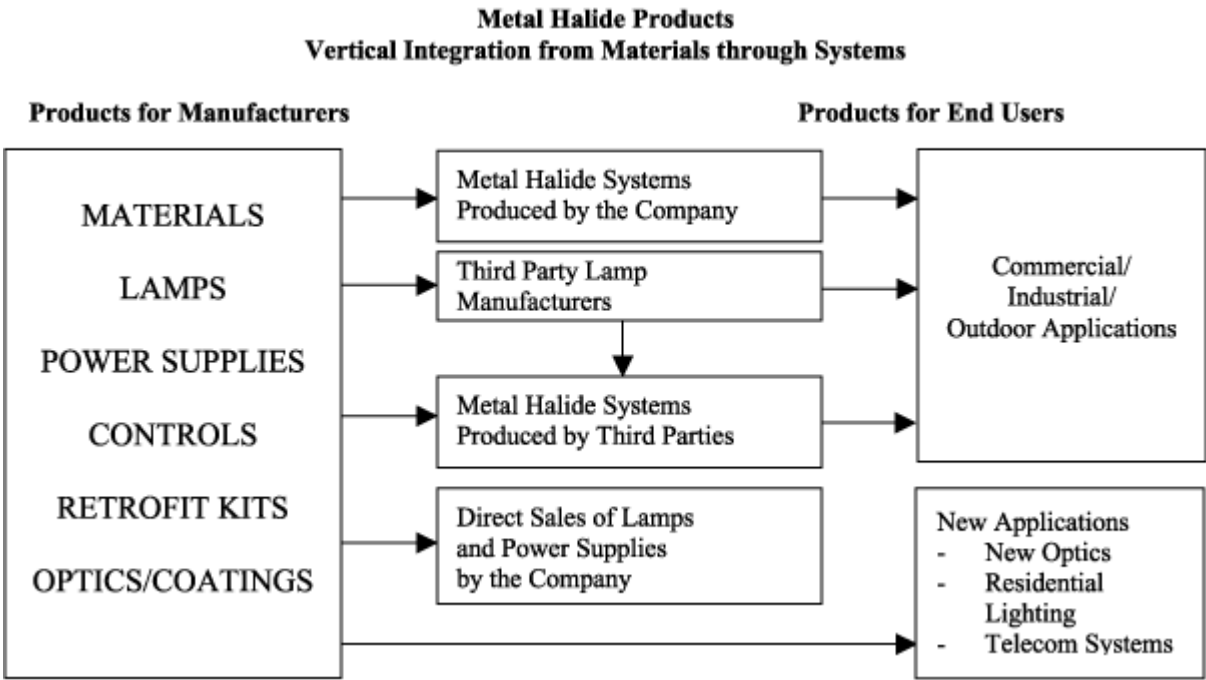 Metal Halide Products
Vertical Integration from Materials through Systems
Products for Manufacturers
Products for End Users
MATERIALS
LAMPS
POWER SUPPLIES
CONTROLS
RETROFIT KITS
OPTICS/COATINGS
Metal Halide Systems
Produced by the Company
Third Party Lamp
Manufacturers
Metal Halide Systems
Produced by Third Parties
Direct Sales of Lamps
and Power Supplies
by the Company
Commercial/
Industrial/
Outdoor Applications
New Applications
- New Optics
- Residential
Lighting
- Telecom Systems